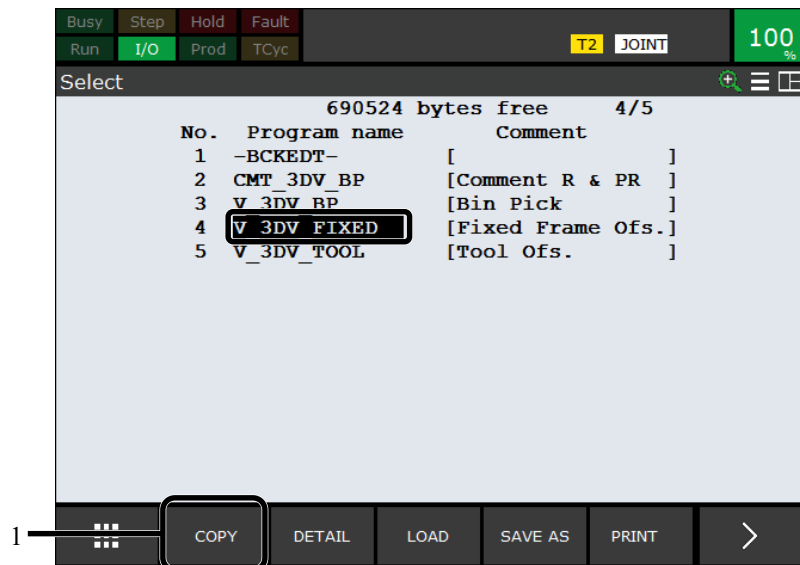 Busy Step Hold Fault
Run I/O Prod TCyc T2 JOINT 100 %
Select
690524 bytes free 4/5
No. Program name Comment
1 -BCKEDT- [ ]
2 CMT_3DV_BP [Comment R & PR ]
3 V_3DV_BP [Bin Pick ]
4 V_3DV_FIXED [Fixed Frame Ofs.]
5 V_3DV_TOOL [Tool Ofs. ]
1 COPY DETAIL LOAD SAVE AS PRINT >